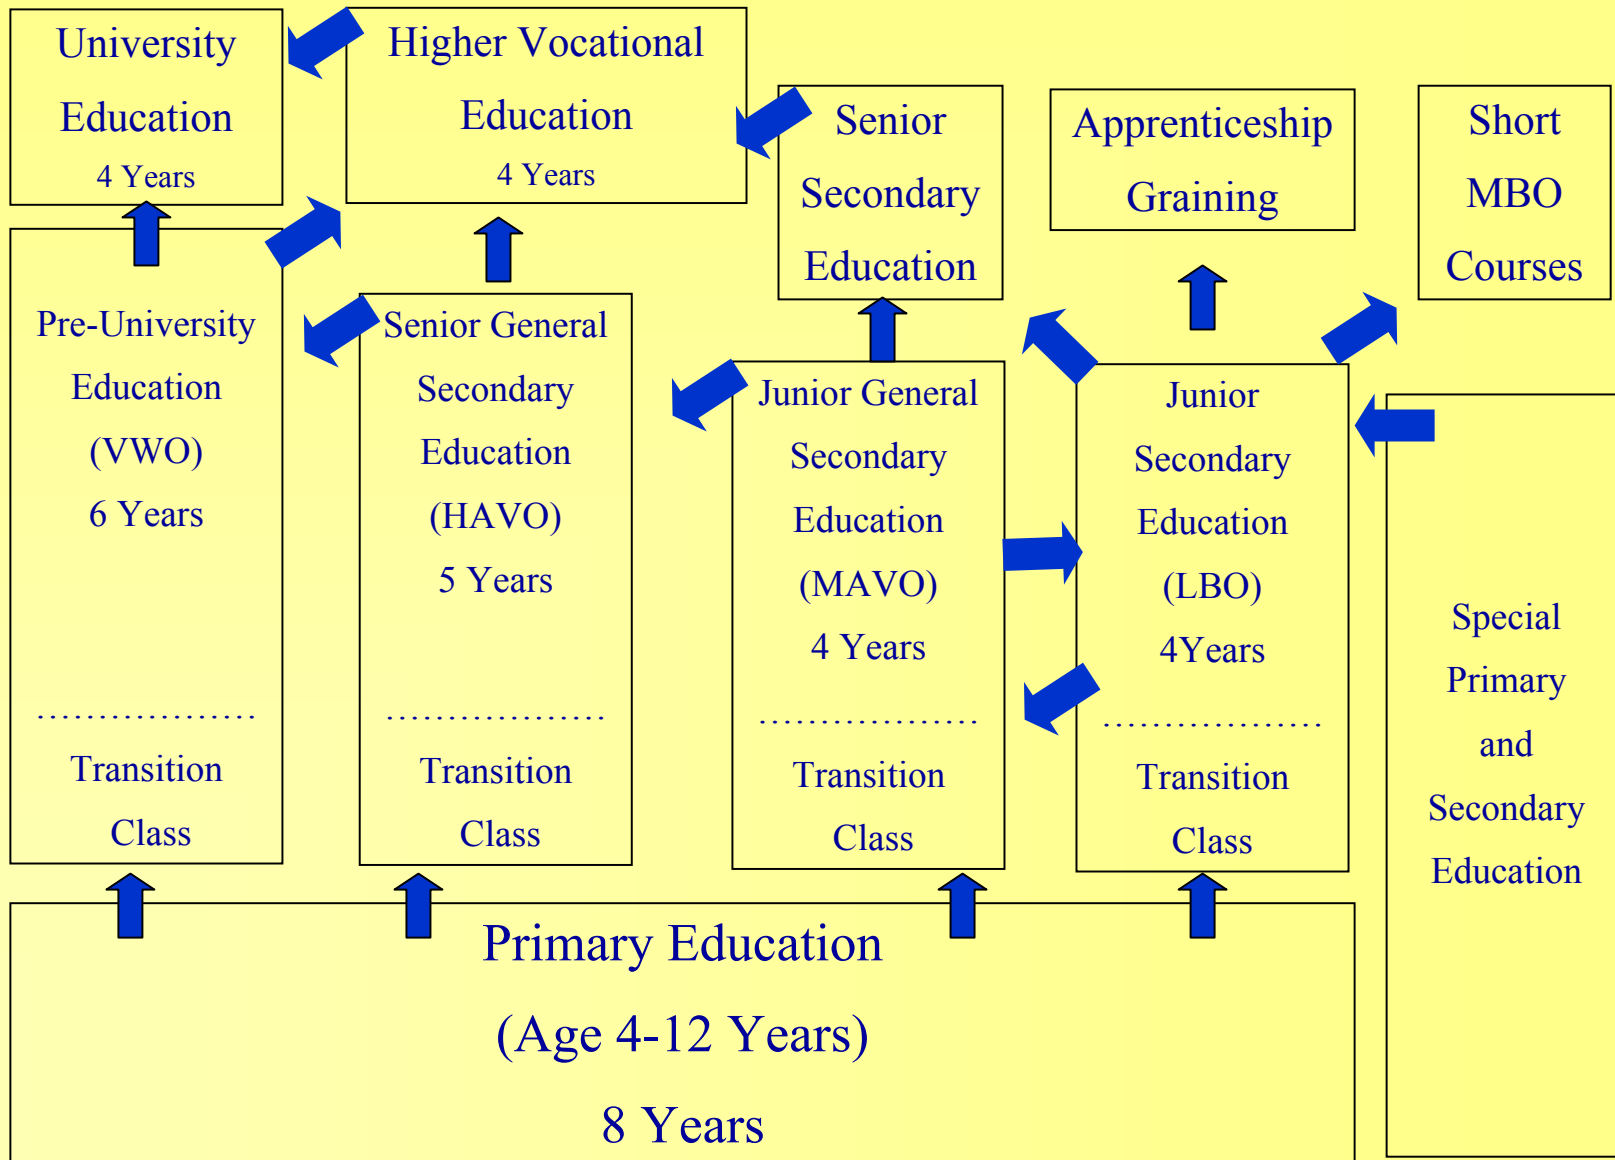 University
Education
4 Years
Higher Vocational
Education
4 Years
Senior
Secondary
Education
Apprenticeship
Graining
Short
MBO
Courses
Pre-University
Education
(VWO)
6 Years
………………
Transition
Class
Senior General
Secondary
Education
(HAVO)
5 Years
………………
Transition
Class
Junior General
Secondary
Education
(MAVO)
4 Years
………………
Transition
Class
Junior
Secondary
Education
(LBO)
4Years
………………
Transition
Class
Special
Primary
and
Secondary
Education
Primary Education
(Age 4-12 Years)
8 Years